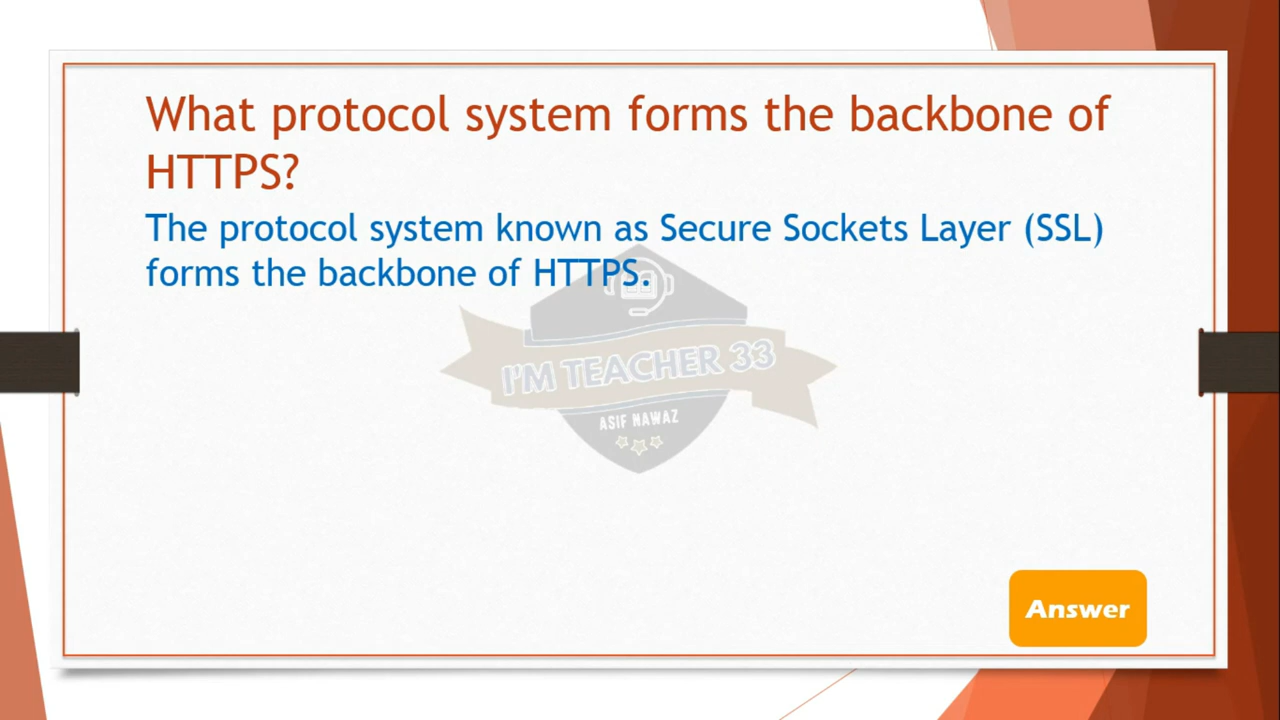 What protocol system forms the backbone of
HTTPS?
The protocol system known as Secure Sockets Layer (SSL)
forms the backbone of HTTPS.
I'M TEACHER 33
ASIF NAWAZ
Answer